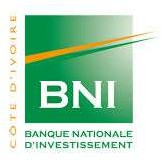 CÔTE D'IVOIRE
BNI
BANQUE NATIONALE
D'INVESTISSEMENT